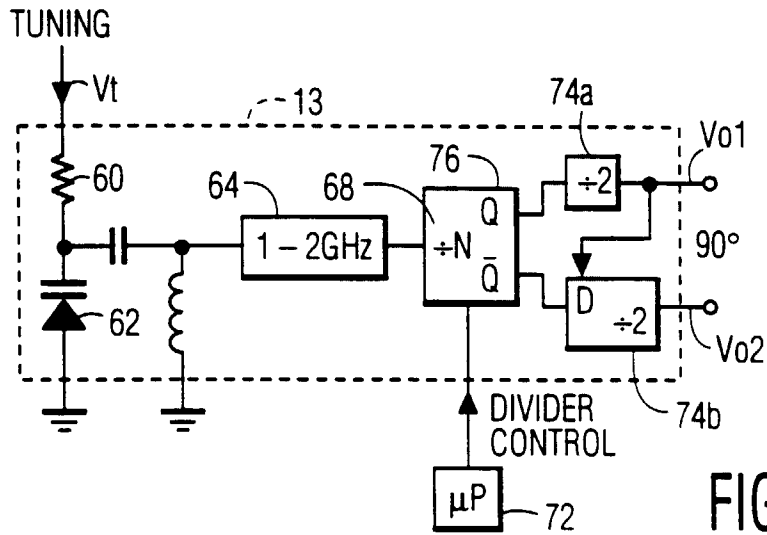 TUNING
Vt
13
60
62
64
1 – 2GHz
68
÷N
76
Q
Q̅
74a
÷2
Vo1
90°
D
÷2
Vo2
74b
DIVIDER
CONTROL
μP
72
FIG